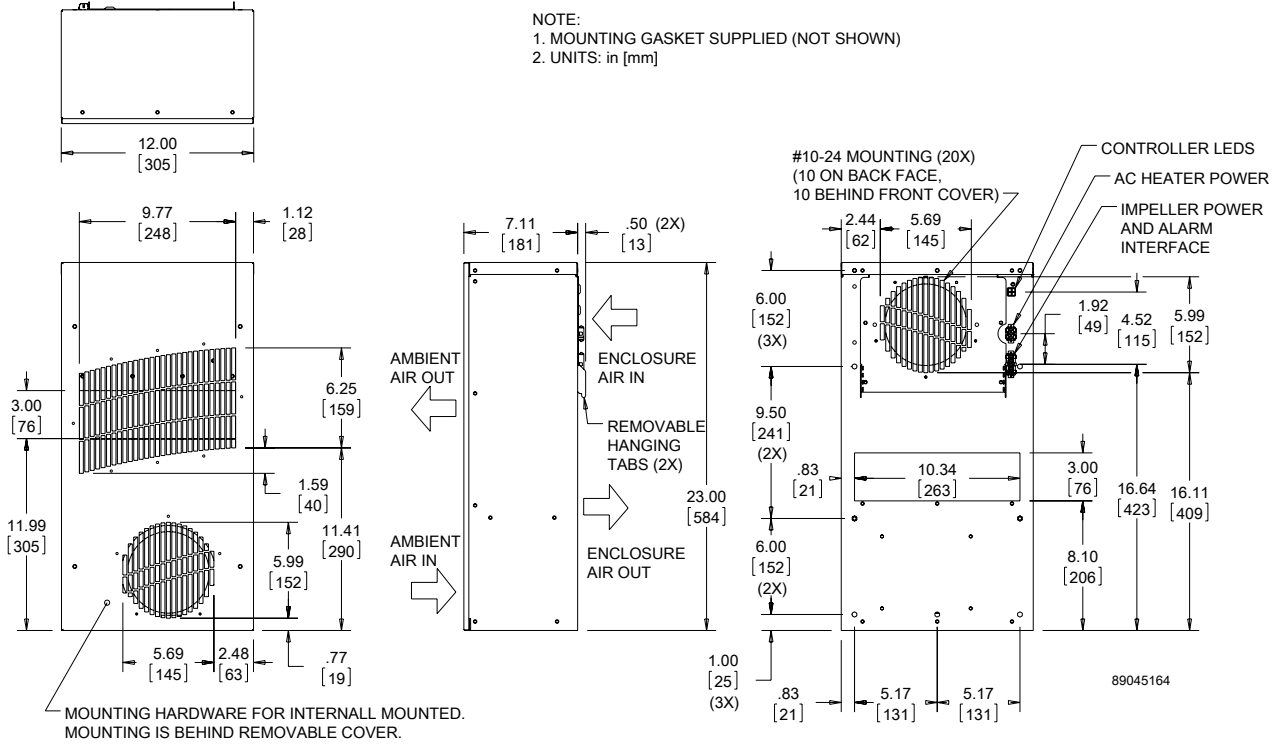 NOTE:
1. MOUNTING GASKET SUPPLIED (NOT SHOWN)
2. UNITS: in [mm]
12.00
[305]
9.77
[248]
1.12
[28]
3.00
[76]
6.25
[159]
1.59
[40]
11.99
[305]
11.41
[290]
5.99
[152]
5.69
[145]
2.48
[63]
.77
[19]
MOUNTING HARDWARE FOR INTERNALL MOUNTED.
MOUNTING IS BEHIND REMOVABLE COVER.
7.11
[181]
.50 (2X)
[13]
AMBIENT
AIR OUT
ENCLOSURE
AIR IN
REMOVABLE
HANGING
TABS (2X)
23.00
[584]
AMBIENT
AIR IN
ENCLOSURE
AIR OUT
#10-24 MOUNTING (20X)
(10 ON BACK FACE,
10 BEHIND FRONT COVER)
CONTROLLER LEDS
AC HEATER POWER
IMPELLER POWER
AND ALARM
INTERFACE
2.44
[62]
5.69
[145]
6.00
[152]
(3X)
1.92
[49]
4.52
[115]
5.99
[152]
9.50
[241]
(2X)
.83
[21]
10.34
[263]
3.00
[76]
16.64
[423]
16.11
[409]
6.00
[152]
(2X)
8.10
[206]
1.00
[25]
(3X)
.83
[21]
5.17
[131]
5.17
[131]
89045164